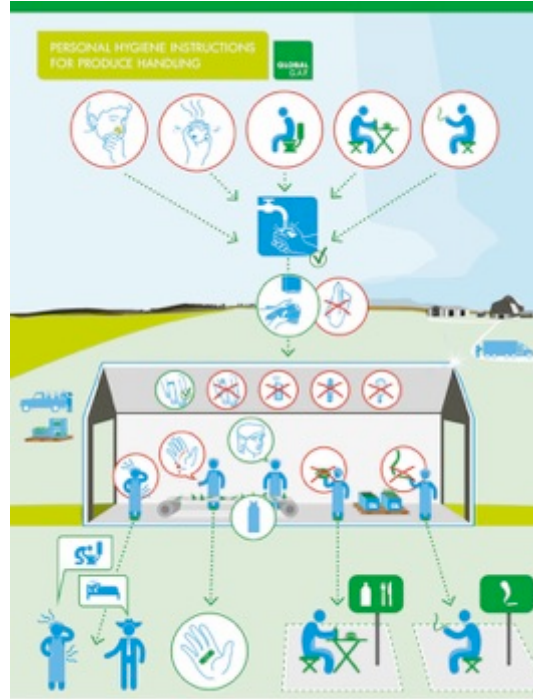 PERSONAL HYGIENE INSTRUCTIONS
FOR PRODUCE HANDLING
GLOBAL
G.A.P.